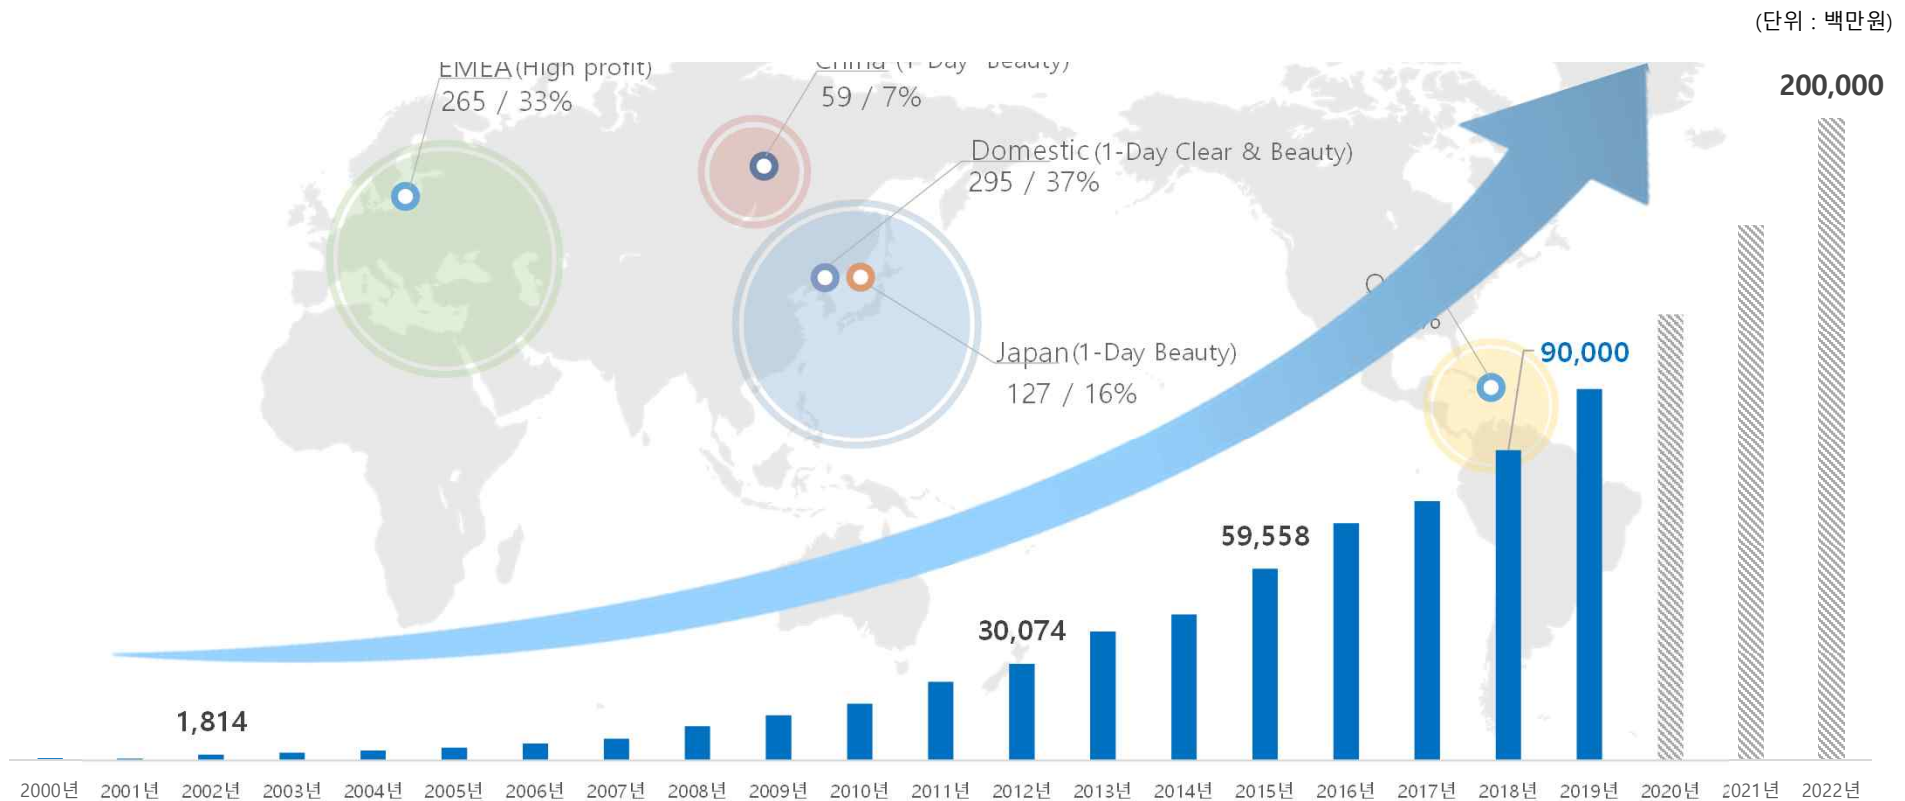 (단위 : 백만원)
EMEA(High profit)
265 / 33%
China (1-Day Beauty)
59 / 7%
200,000
Domestic(1-Day Clear & Beauty)
295 / 37%
Japan(1-Day Beauty)
127 / 16%
%
90,000
59,558
30,074
1,814
2000년 2001년 2002년 2003년 2004년 2005년 2006년 2007년 2008년 2009년 2010년 2011년 2012년 2013년 2014년 2015년 2016년 2017년 2018년 2019년 2020년 2021년 2022년